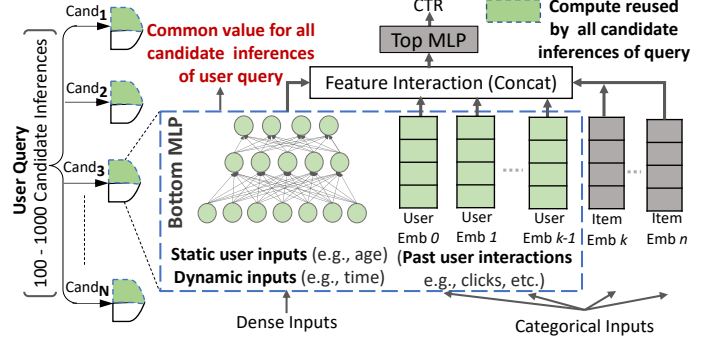 CTR
Compute reused
by all candidate
inferences of query
Common value for all
candidate inferences
of user query
Top MLP
Feature Interaction (Concat)
User Query
100 - 1000 Candidate Inferences
Cand1
Cand2
Cand3
CandN
Bottom MLP
User
Emb 0
User
Emb 1
User
Emb k-1
Item
Emb k
Item
Emb n
Static user inputs (e.g., age)
Dynamic inputs (e.g., time)
(Past user interactions
e.g., clicks, etc.)
Dense Inputs
Categorical Inputs